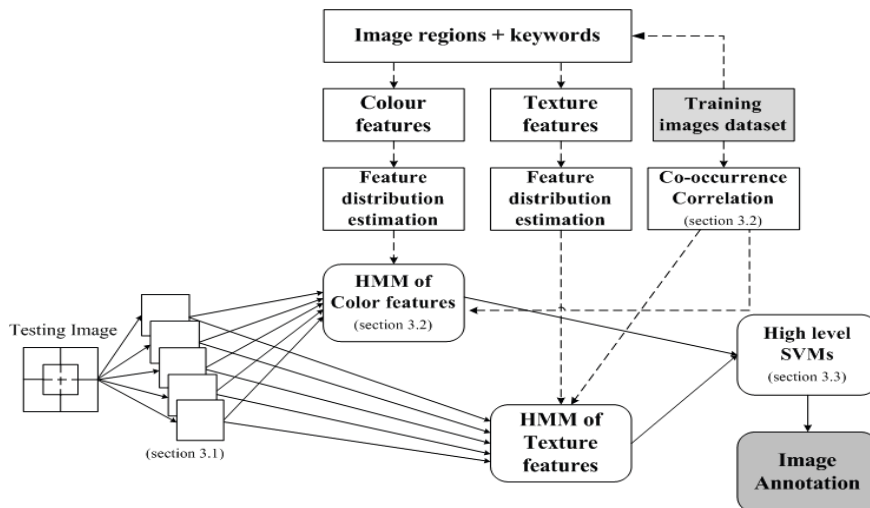 Image regions + keywords
Colour
features
Texture
features
Training
images dataset
Feature
distribution
estimation
Feature
distribution
estimation
Co-occurrence
Correlation
(section 3.2)
HMM of
Color features
(section 3.2)
Testing Image
High level
SVMs
(section 3.3)
HMM of
Texture
features
(section 3.1)
Image
Annotation